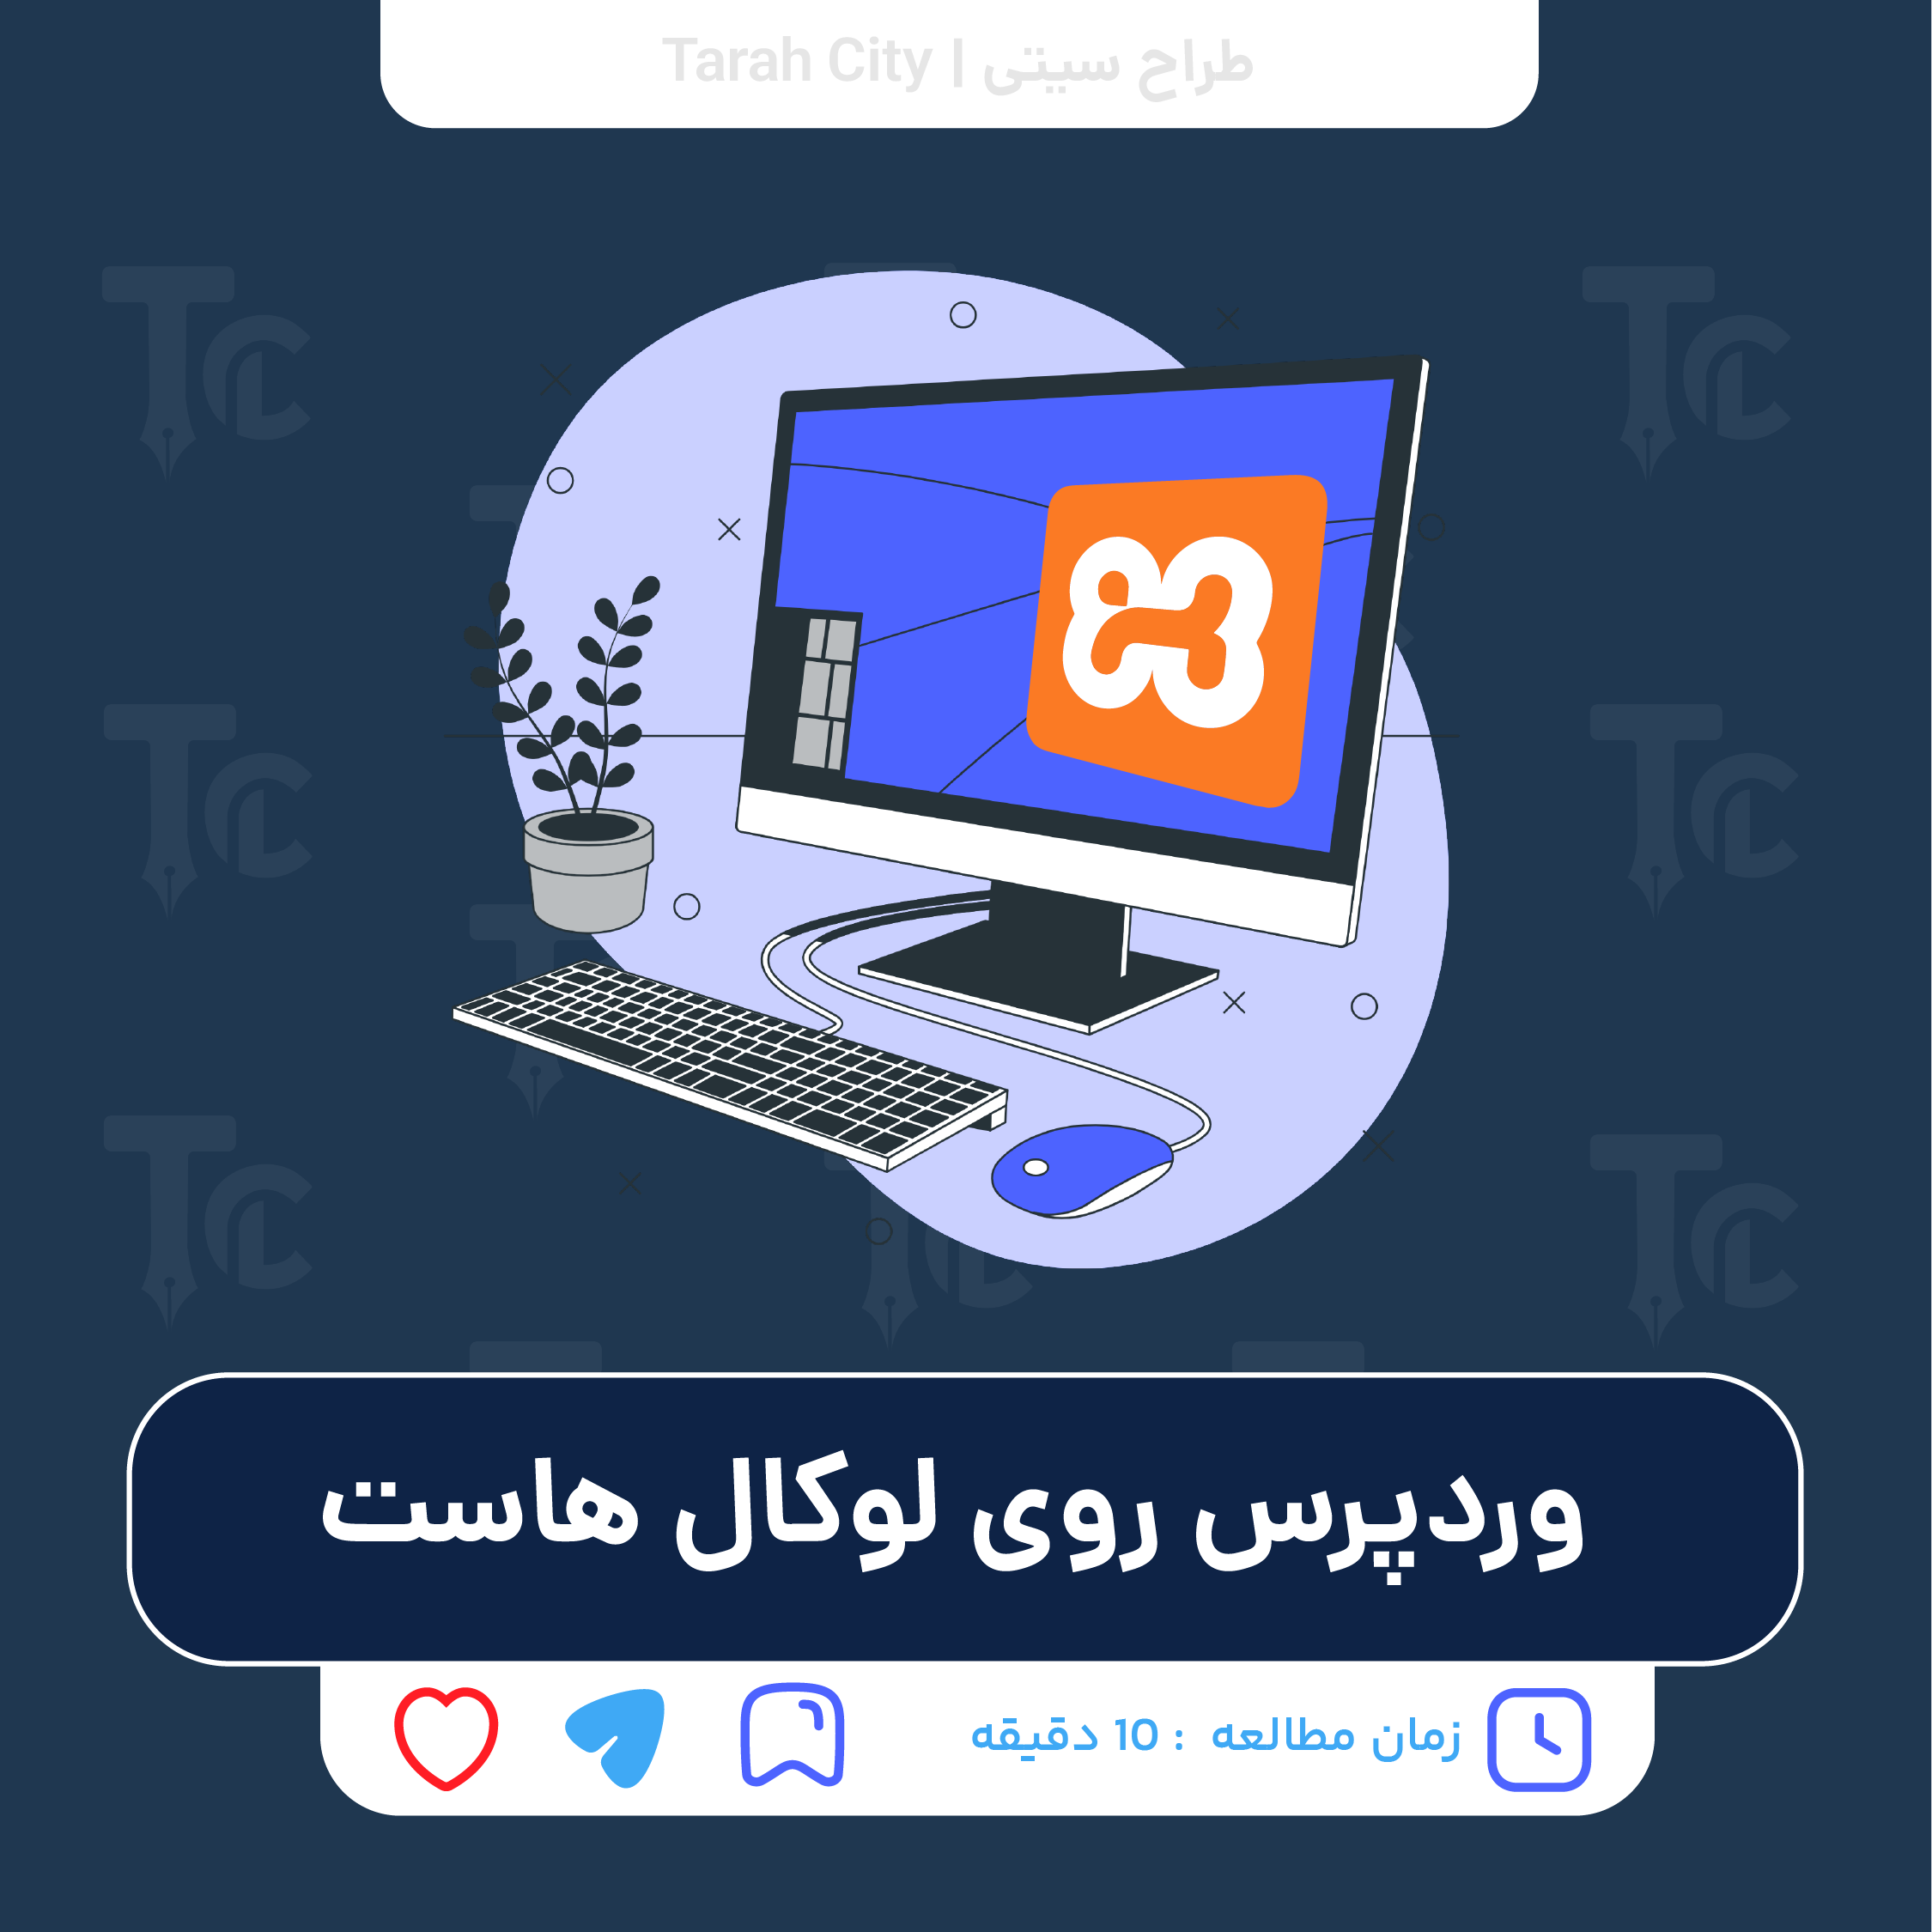 طراح سیتی | Tarah City
وردپرس روی لوکال هاست
زمان مطالعه : 10 دقیقه